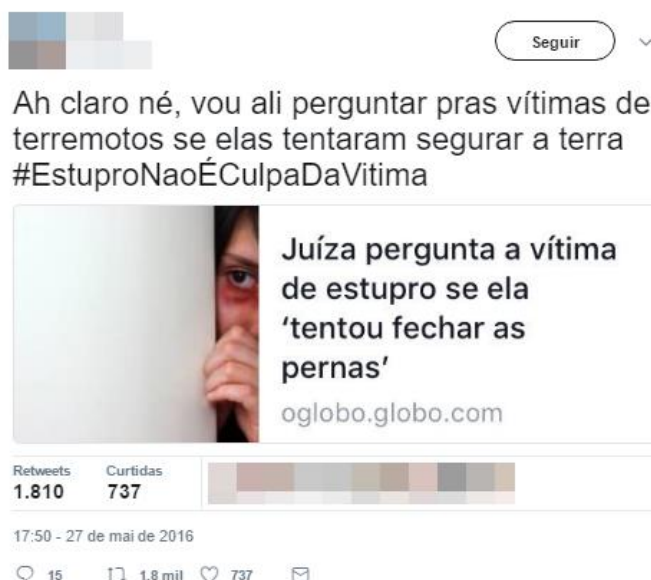 Seguir
Ah claro né, vou ali perguntar pras vítimas de
terremotos se elas tentaram segurar a terra
#EstuproNaoÉCulpaDaVitima
Juíza pergunta a vítima
de estupro se ela
‘tentou fechar as
pernas’
oglobo.globo.com
Retweets Curtidas
1.810 737
17:50 - 27 de mai de 2016
15 1,8 mil 737